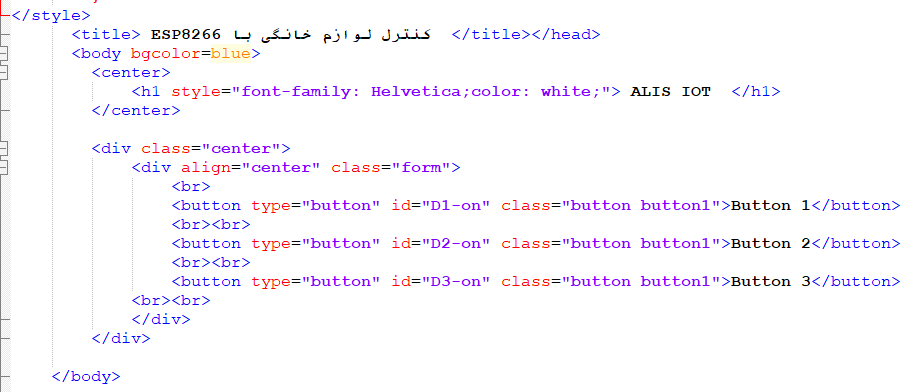 </style>
<title> کنترل لوازم خانگی با ESP8266 </title></head>
<body bgcolor=blue>
<center>
<h1 style="font-family: Helvetica;color: white;"> ALIS IOT </h1>
</center>
<div class="center">
<div align="center" class="form">
<br>
<button type="button" id="D1-on" class="button button1">Button 1</button>
<br><br>
<button type="button" id="D2-on" class="button button1">Button 2</button>
<br><br>
<button type="button" id="D3-on" class="button button1">Button 3</button>
<br><br>
</div>
</div>
</body>